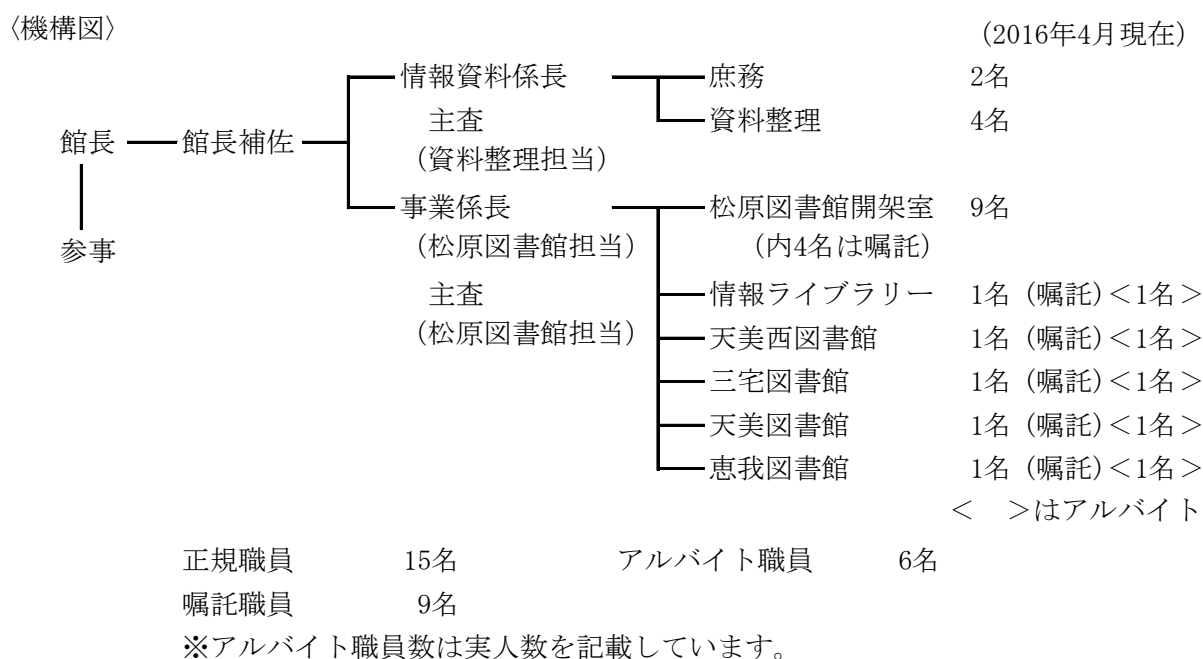 〈機構図〉
(2016年4月現在)
情報資料係長 庶務 2名
主査 資料整理 4名
館長 館長補佐
(資料整理担当)
事業係長 松原図書館開架室 9名
参事 (松原図書館担当) (内4名は嘱託)
主査 情報ライブラリー 1名 (嘱託)<1名>
(松原図書館担当) 天美西図書館 1名 (嘱託)<1名>
三宅図書館 1名 (嘱託)<1名>
天美図書館 1名 (嘱託)<1名>
恵我図書館 1名 (嘱託)<1名>
< >はアルバイト
正規職員 15名 アルバイト職員 6名
嘱託職員 9名
※アルバイト職員数は実人数を記載しています。